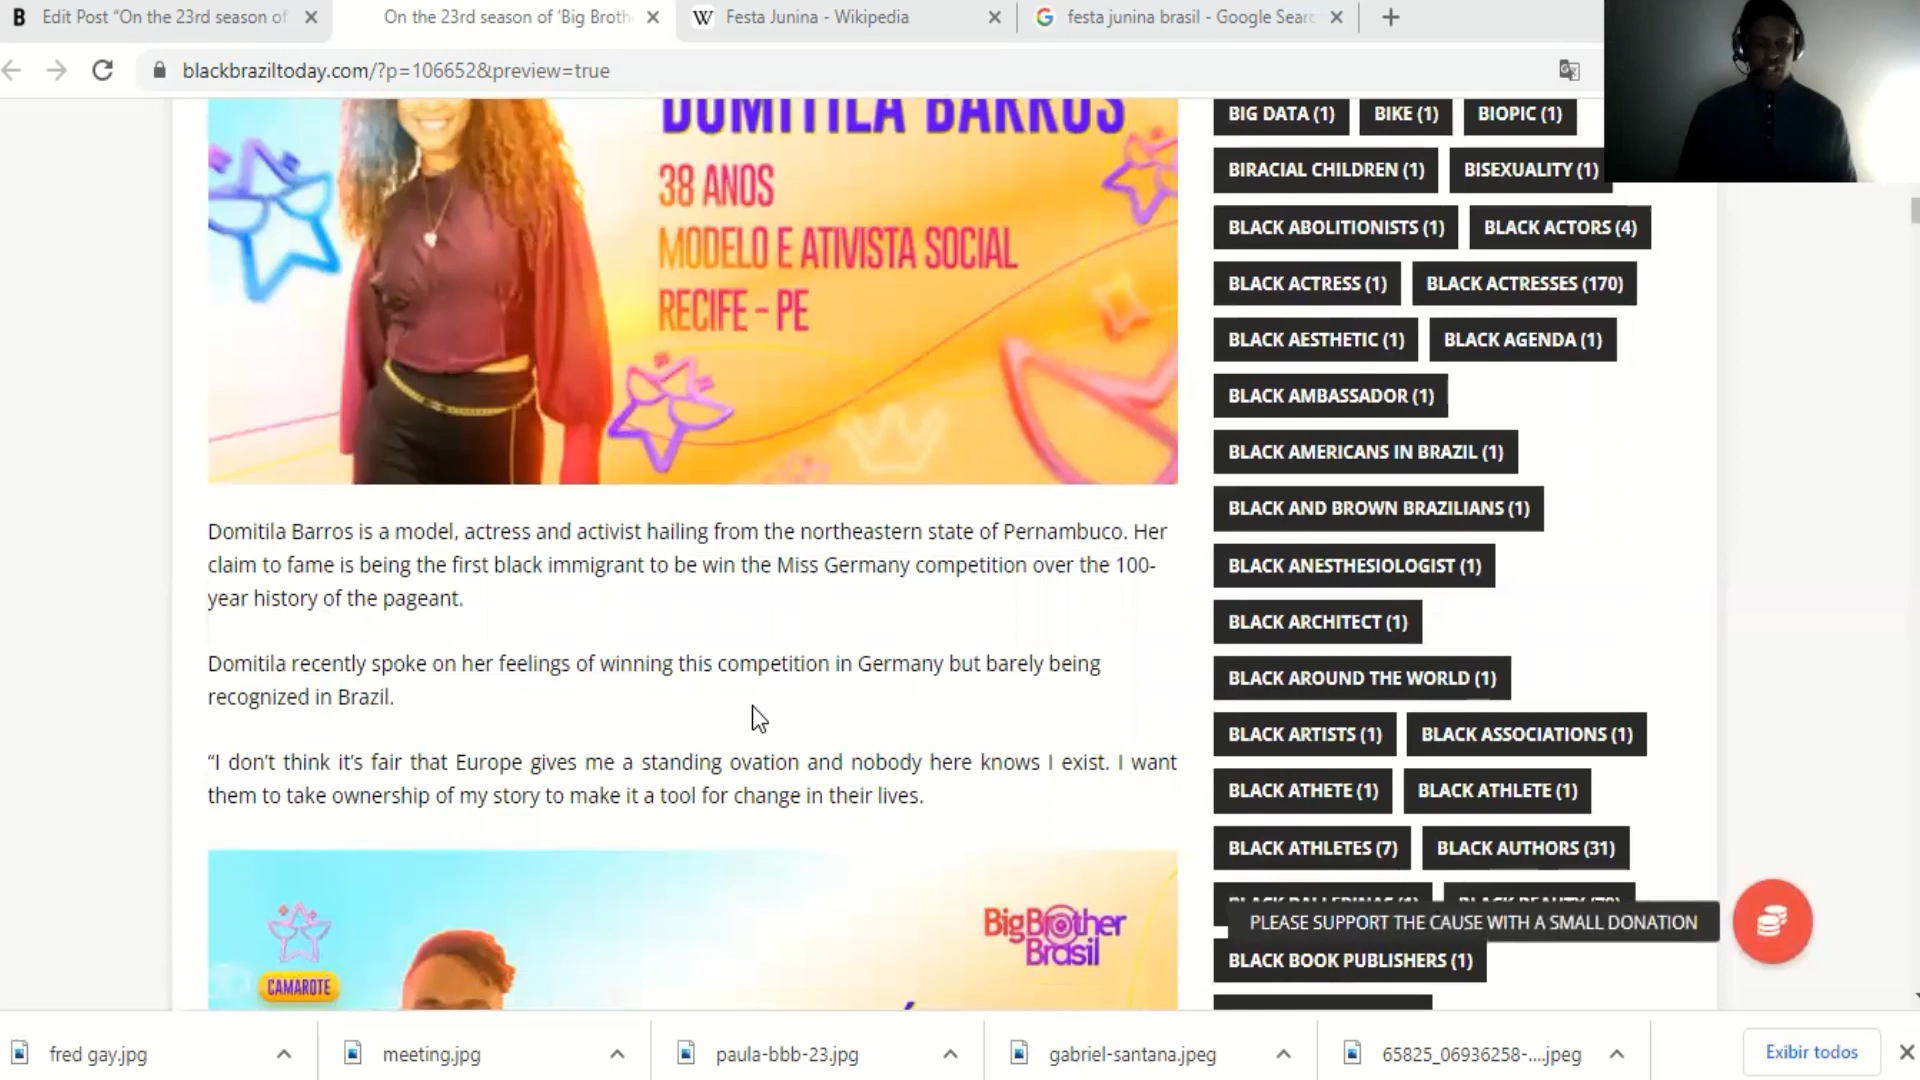 Edit Post “On the 23rd season of
On the 23rd season of ‘Big Broth
W Festa Junina - Wikipedia
festa junina brasil - Google Searc
blackbraziltoday.com/?p=106652&preview=true
DOMITILA BARROS
38 ANOS
MODELO E ATIVISTA SOCIAL
RECIFE - PE
Domitila Barros is a model, actress and activist hailing from the northeastern state of Pernambuco. Her
claim to fame is being the first black immigrant to be win the Miss Germany competition over the 100-
year history of the pageant.
Domitila recently spoke on her feelings of winning this competition in Germany but barely being
recognized in Brazil.
“I don’t think it’s fair that Europe gives me a standing ovation and nobody here knows I exist. I want
them to take ownership of my story to make it a tool for change in their lives.
CAMAROTE
Big Brother
Brasil
BIG DATA (1) BIKE (1) BIOPIC (1)
BIRACIAL CHILDREN (1) BISEXUALITY (1)
BLACK ABOLITIONISTS (1) BLACK ACTORS (4)
BLACK ACTRESS (1) BLACK ACTRESSES (170)
BLACK AESTHETIC (1) BLACK AGENDA (1)
BLACK AMBASSADOR (1)
BLACK AMERICANS IN BRAZIL (1)
BLACK AND BROWN BRAZILIANS (1)
BLACK ANESTHESIOLOGIST (1)
BLACK ARCHITECT (1)
BLACK AROUND THE WORLD (1)
BLACK ARTISTS (1) BLACK ASSOCIATIONS (1)
BLACK ATHETE (1) BLACK ATHLETE (1)
BLACK ATHLETES (7) BLACK AUTHORS (31)
PLEASE SUPPORT THE CAUSE WITH A SMALL DONATION
BLACK BOOK PUBLISHERS (1)
fred gay.jpg
meeting.jpg
paula-bbb-23.jpg
gabriel-santana.jpeg
65825_06936258-....jpeg
Exibir todos